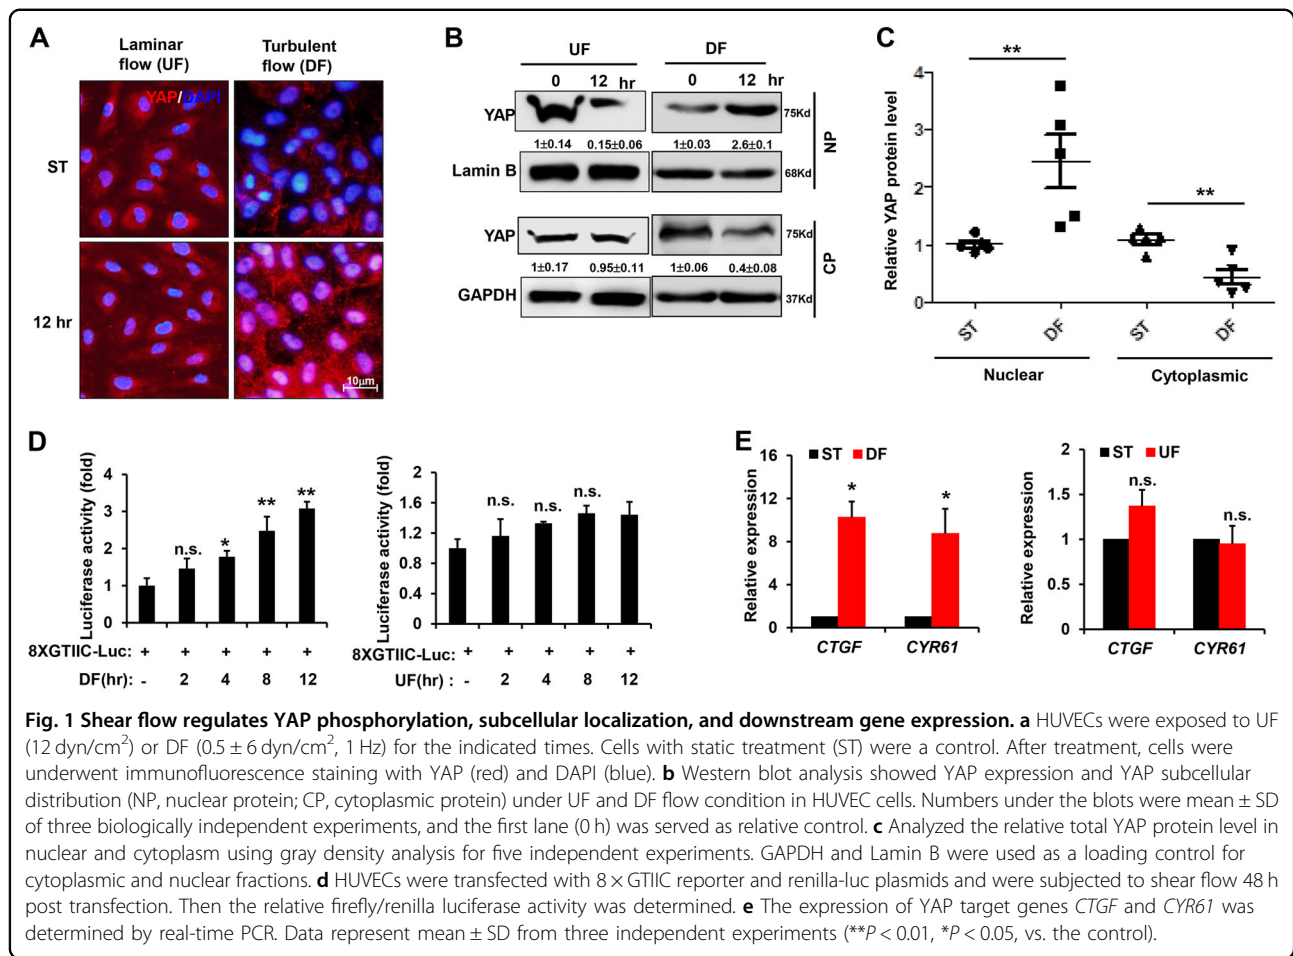 A
Laminar
flow (UF)
Turbulent
flow (DF)
YAP/DAPI
ST
12 hr
10μm
B
UF
DF
0 12 hr 0 12 hr
YAP
75Kd
1±0.14 0.15±0.06 1±0.03 2.6±0.1
NP
Lamin B
68Kd
YAP
75Kd
1±0.17 0.95±0.11 1±0.06 0.4±0.08
CP
GAPDH
37Kd
C
Relative YAP protein level
4
3
2
1
0
**
**
ST DF ST DF
Nuclear Cytoplasmic
D
Luciferase activity (fold)
4
3
2
1
0
n.s. * ** **
8XGTIIC-Luc: + + + + +
DF(hr): - 2 4 8 12
Luciferase activity (fold)
2
1.6
1.2
0.8
0.4
0
n.s. n.s. n.s.
8XGTIIC-Luc: + + + + +
UF(hr) : - 2 4 8 12
E
Relative expression
16
12
8
4
0
ST DF
* *
CTGF CYR61
Relative expression
2
1.5
1
0.5
0
ST UF
n.s. n.s.
CTGF CYR61
Fig. 1 Shear flow regulates YAP phosphorylation, subcellular localization, and downstream gene expression. a HUVECs were exposed to UF
(12 dyn/cm²) or DF (0.5 ± 6 dyn/cm², 1 Hz) for the indicated times. Cells with static treatment (ST) were a control. After treatment, cells were
underwent immunofluorescence staining with YAP (red) and DAPI (blue). b Western blot analysis showed YAP expression and YAP subcellular
distribution (NP, nuclear protein; CP, cytoplasmic protein) under UF and DF flow condition in HUVEC cells. Numbers under the blots were mean ± SD
of three biologically independent experiments, and the first lane (0 h) was served as relative control. c Analyzed the relative total YAP protein level in
nuclear and cytoplasm using gray density analysis for five independent experiments. GAPDH and Lamin B were used as a loading control for
cytoplasmic and nuclear fractions. d HUVECs were transfected with 8 × GTIIC reporter and renilla-luc plasmids and were subjected to shear flow 48 h
post transfection. Then the relative firefly/renilla luciferase activity was determined. e The expression of YAP target genes CTGF and CYR61 was
determined by real-time PCR. Data represent mean ± SD from three independent experiments (**P < 0.01, *P < 0.05, vs. the control).